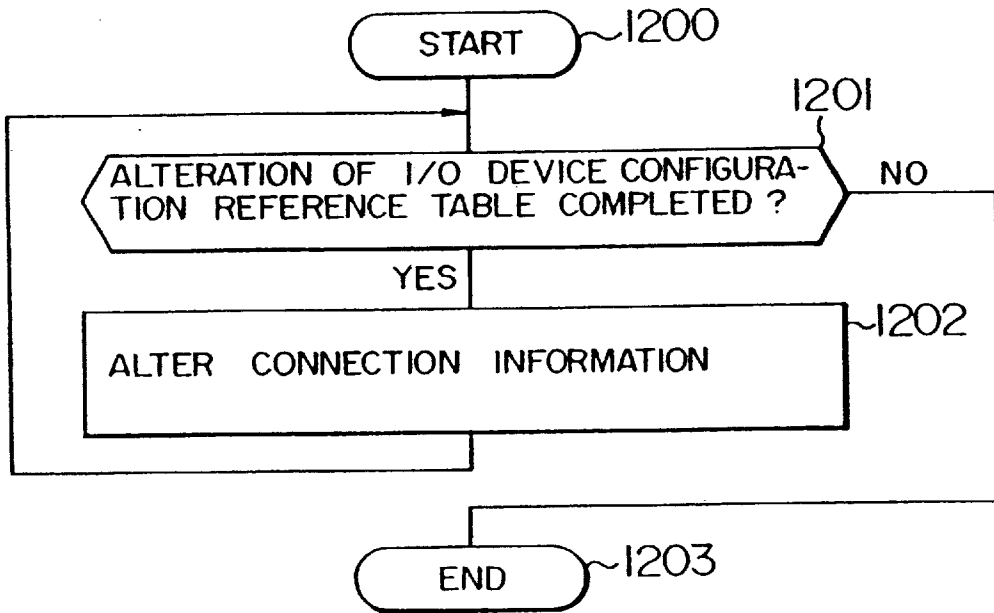 START
1200
1201
ALTERATION OF I/O DEVICE CONFIGURA-
TION REFERENCE TABLE COMPLETED ?
NO
YES
1202
ALTER CONNECTION INFORMATION
END
1203